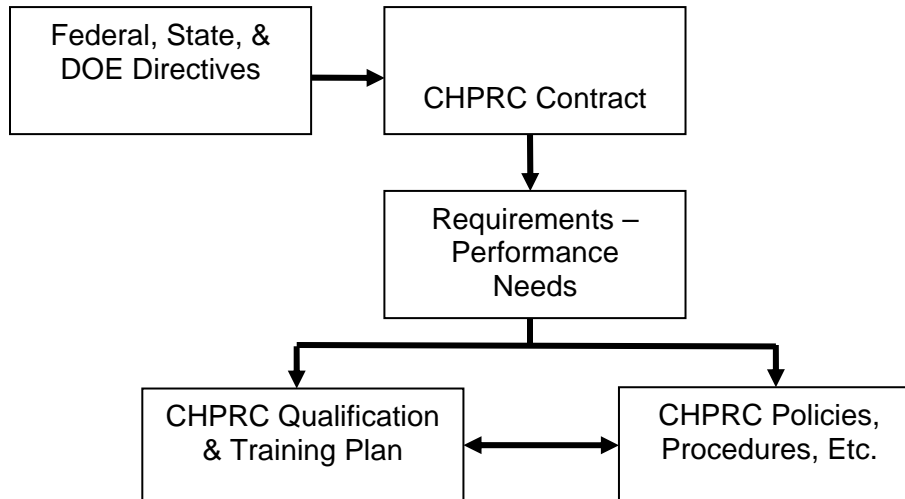 Federal, State, &
DOE Directives
CHPRC Contract
Requirements –
Performance
Needs
CHPRC Qualification
& Training Plan
CHPRC Policies,
Procedures, Etc.